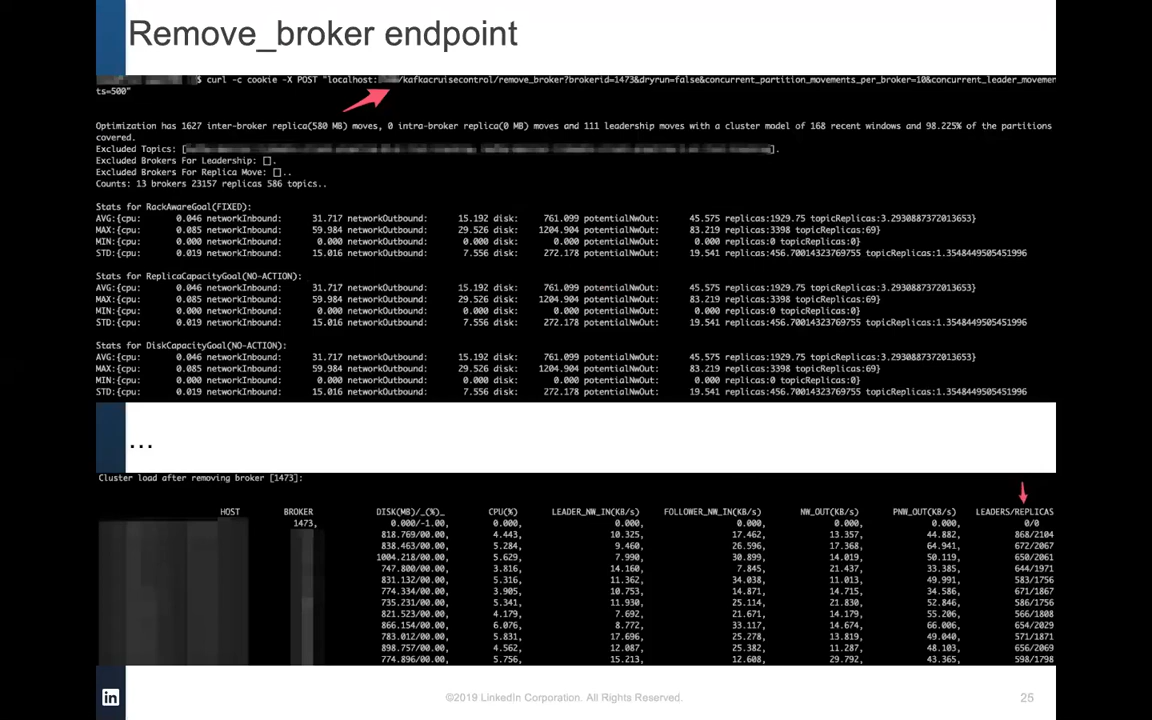 Remove_broker endpoint
$ curl -c cookie -X POST "localhost: /kafkacruisecontrol/remove_broker?brokerid=1473&dryrun=false&concurrent_partition_movements_per_broker=10&concurrent_leader_movemen
ts=500"
Optimization has 1627 inter-broker replica(580 MB) moves, 0 intra-broker replica(0 MB) moves and 111 leadership moves with a cluster model of 168 recent windows and 98.225% of the partitions
covered.
Excluded Topics: [ ].
Excluded Brokers For Leadership: [].
Excluded Brokers For Replica Move: []..
Counts: 13 brokers 23157 replicas 586 topics..
Stats for RackAwareGoal(FIXED):
AVG:{cpu: 0.046 networkInbound: 31.717 networkOutbound: 15.192 disk: 761.099 potentialNwOut: 45.575 replicas:1929.75 topicReplicas:3.2930887372013653}
MAX:{cpu: 0.085 networkInbound: 59.984 networkOutbound: 29.526 disk: 1204.904 potentialNwOut: 83.219 replicas:3398 topicReplicas:69}
MIN:{cpu: 0.000 networkInbound: 0.000 networkOutbound: 0.000 disk: 0.000 potentialNwOut: 0.000 replicas:0 topicReplicas:0}
STD:{cpu: 0.019 networkInbound: 15.016 networkOutbound: 7.556 disk: 272.178 potentialNwOut: 19.541 replicas:456.70014323769755 topicReplicas:1.3548449505451996
Stats for ReplicaCapacityGoal(NO-ACTION):
AVG:{cpu: 0.046 networkInbound: 31.717 networkOutbound: 15.192 disk: 761.099 potentialNwOut: 45.575 replicas:1929.75 topicReplicas:3.2930887372013653}
MAX:{cpu: 0.085 networkInbound: 59.984 networkOutbound: 29.526 disk: 1204.904 potentialNwOut: 83.219 replicas:3398 topicReplicas:69}
MIN:{cpu: 0.000 networkInbound: 0.000 networkOutbound: 0.000 disk: 0.000 potentialNwOut: 0.000 replicas:0 topicReplicas:0}
STD:{cpu: 0.019 networkInbound: 15.016 networkOutbound: 7.556 disk: 272.178 potentialNwOut: 19.541 replicas:456.70014323769755 topicReplicas:1.3548449505451996
Stats for DiskCapacityGoal(NO-ACTION):
AVG:{cpu: 0.046 networkInbound: 31.717 networkOutbound: 15.192 disk: 761.099 potentialNwOut: 45.575 replicas:1929.75 topicReplicas:3.2930887372013653}
MAX:{cpu: 0.085 networkInbound: 59.984 networkOutbound: 29.526 disk: 1204.904 potentialNwOut: 83.219 replicas:3398 topicReplicas:69}
MIN:{cpu: 0.000 networkInbound: 0.000 networkOutbound: 0.000 disk: 0.000 potentialNwOut: 0.000 replicas:0 topicReplicas:0}
STD:{cpu: 0.019 networkInbound: 15.016 networkOutbound: 7.556 disk: 272.178 potentialNwOut: 19.541 replicas:456.70014323769755 topicReplicas:1.3548449505451996
...
Cluster load after removing broker [1473]:
HOST BROKER DISK(MB)/_(%)_ CPU(%) LEADER_NW_IN(KB/s) FOLLOWER_NW_IN(KB/s) NW_OUT(KB/s) PNW_OUT(KB/s) LEADERS/REPLICAS
1473, 0.000/-1.00, 0.000, 0.000, 0.000, 0.000, 0.000, 0/0
818.769/00.00, 4.443, 10.325, 17.462, 13.357, 44.882, 868/2104
838.463/00.00, 5.284, 9.460, 26.596, 17.368, 64.941, 672/2067
1004.218/00.00, 5.629, 7.990, 30.899, 14.019, 50.119, 650/2061
747.800/00.00, 3.816, 14.160, 7.845, 21.437, 33.385, 644/1971
831.132/00.00, 5.316, 11.362, 34.038, 11.013, 49.991, 583/1756
774.334/00.00, 3.905, 10.753, 14.871, 14.715, 34.586, 671/1867
735.231/00.00, 5.341, 11.930, 25.114, 21.830, 52.846, 586/1756
821.523/00.00, 4.179, 7.692, 21.671, 14.179, 55.206, 566/1808
866.154/00.00, 6.076, 8.772, 33.117, 14.674, 66.006, 654/2029
783.012/00.00, 5.831, 17.696, 25.278, 13.819, 49.040, 571/1871
898.757/00.00, 4.562, 12.087, 25.382, 11.287, 48.103, 656/2069
774.896/00.00, 5.756, 15.213, 12.608, 29.792, 43.365, 598/1798
in
©2019 LinkedIn Corporation. All Rights Reserved.
25